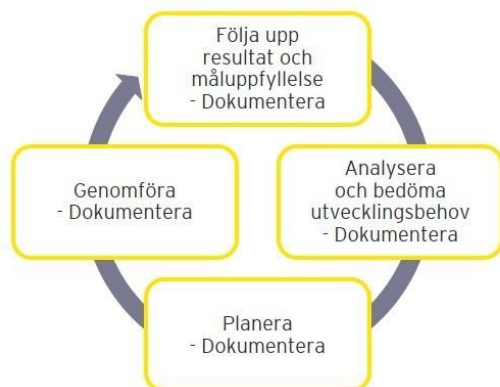 Följa upp
resultat och
måluppfyllelse
- Dokumentera
Analysera
och bedöma
utvecklingsbehov
- Dokumentera
Planera
- Dokumentera
Genomföra
- Dokumentera